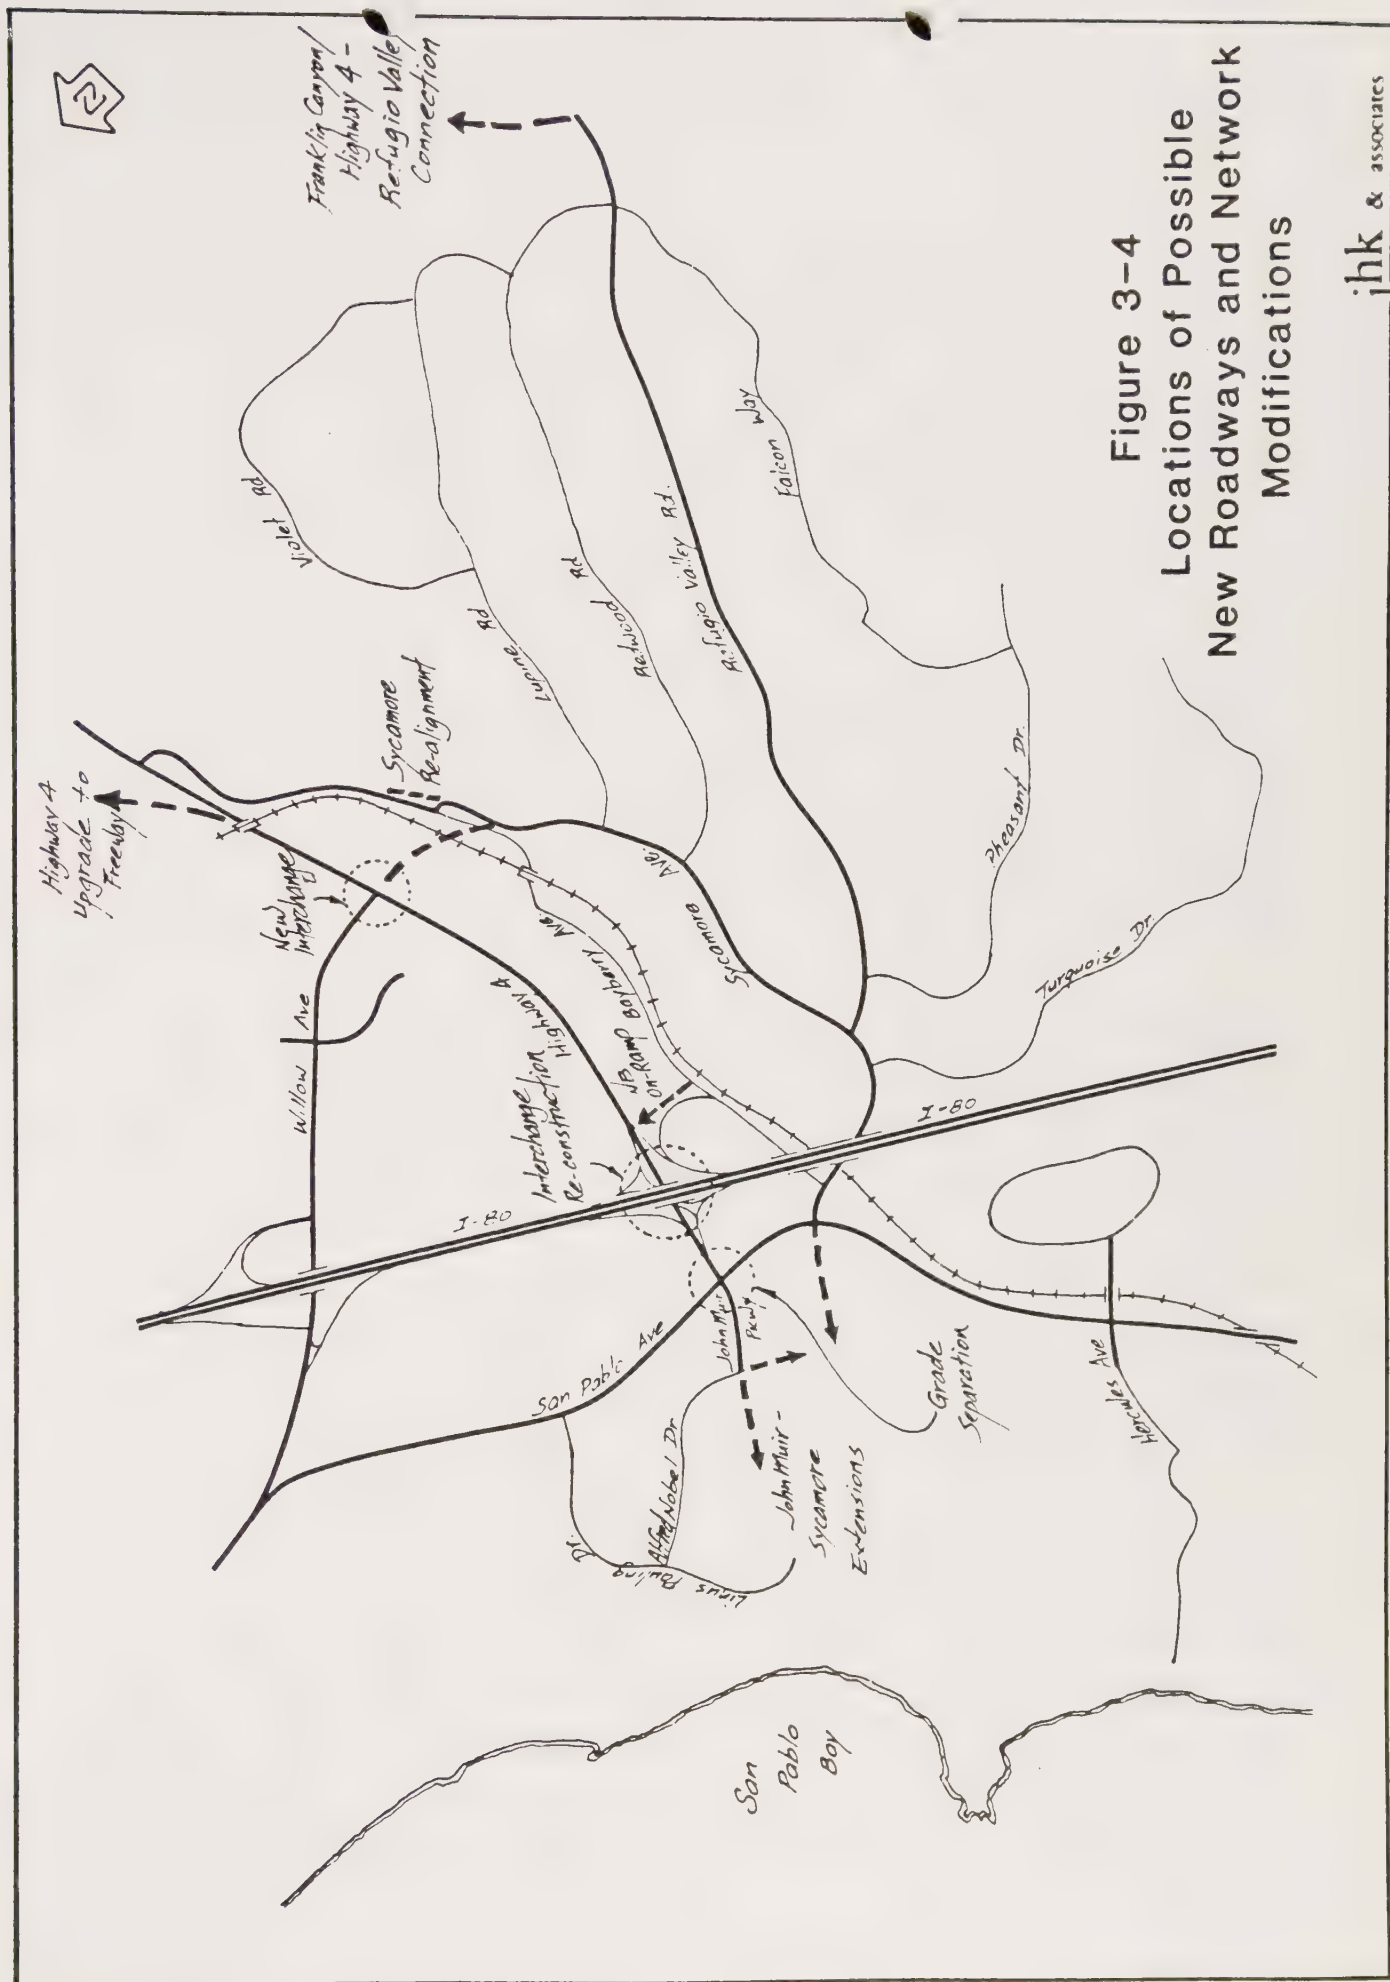 Franklin Canyon/
Highway 4 -
Refugio Valley
Connection
Highway 4
Upgrade to
Freeway
New
Interchange
Sycamore
Re-alignment
Violet Rd
Lupine Rd
Redwood Rd
Refugio Valley Rd.
Falcon Way
Willow Ave
Interchange
Re-construction
Highway 4
NB
On-Ramp
Bayberry Ave.
Sycamore Ave.
Pheasant Dr.
Turquoise Dr.
I-80
I-80
San Pablo Ave
John Muir
Pkwy
Grade
Separation
Hercules Ave
Alfred Nobel Dr
Linus Pauling Dr.
John Muir -
Sycamore
Extensions
San
Pablo
Bay
Figure 3-4
Locations of Possible
New Roadways and Network
Modifications
jhk & associates